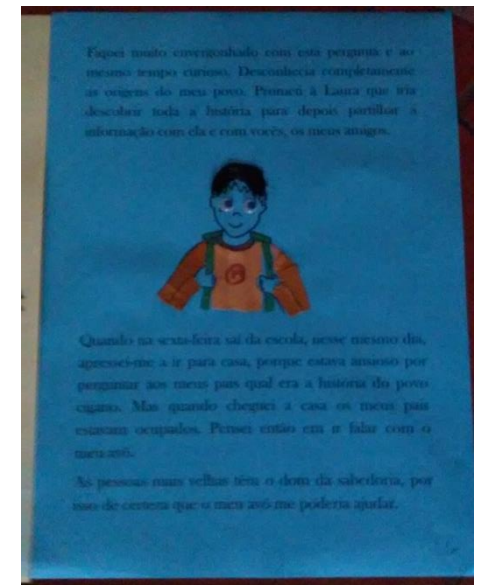 Fiquei muito envergonhado com esta pergunta e ao
mesmo tempo curioso. Desconhecia completamente
as origens do meu povo. Prometi à Laura que iria
descobrir toda a história para depois partilhar a
informação com ela e com vocês, os meus amigos.
Quando na sexta-feira saí da escola, nesse mesmo dia,
apressei-me a ir para casa, porque estava ansioso por
perguntar aos meus pais qual era a história do povo
cigano. Mas quando cheguei a casa os meus pais
estavam ocupados. Pensei então em ir falar com o
meu avô.
As pessoas mais velhas têm o dom da sabedoria, por
isso de certeza que o meu avô me poderia ajudar.